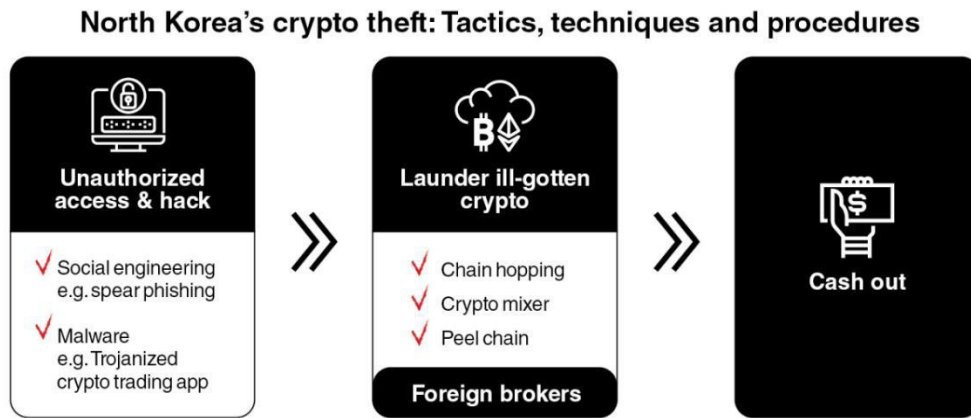 North Korea's crypto theft: Tactics, techniques and procedures
Unauthorized
access & hack
Social engineering
e.g. spear phishing
Malware
e.g. Trojanized
crypto trading app
Launder ill-gotten
crypto
Chain hopping
Crypto mixer
Peel chain
Foreign brokers
$
Cash out